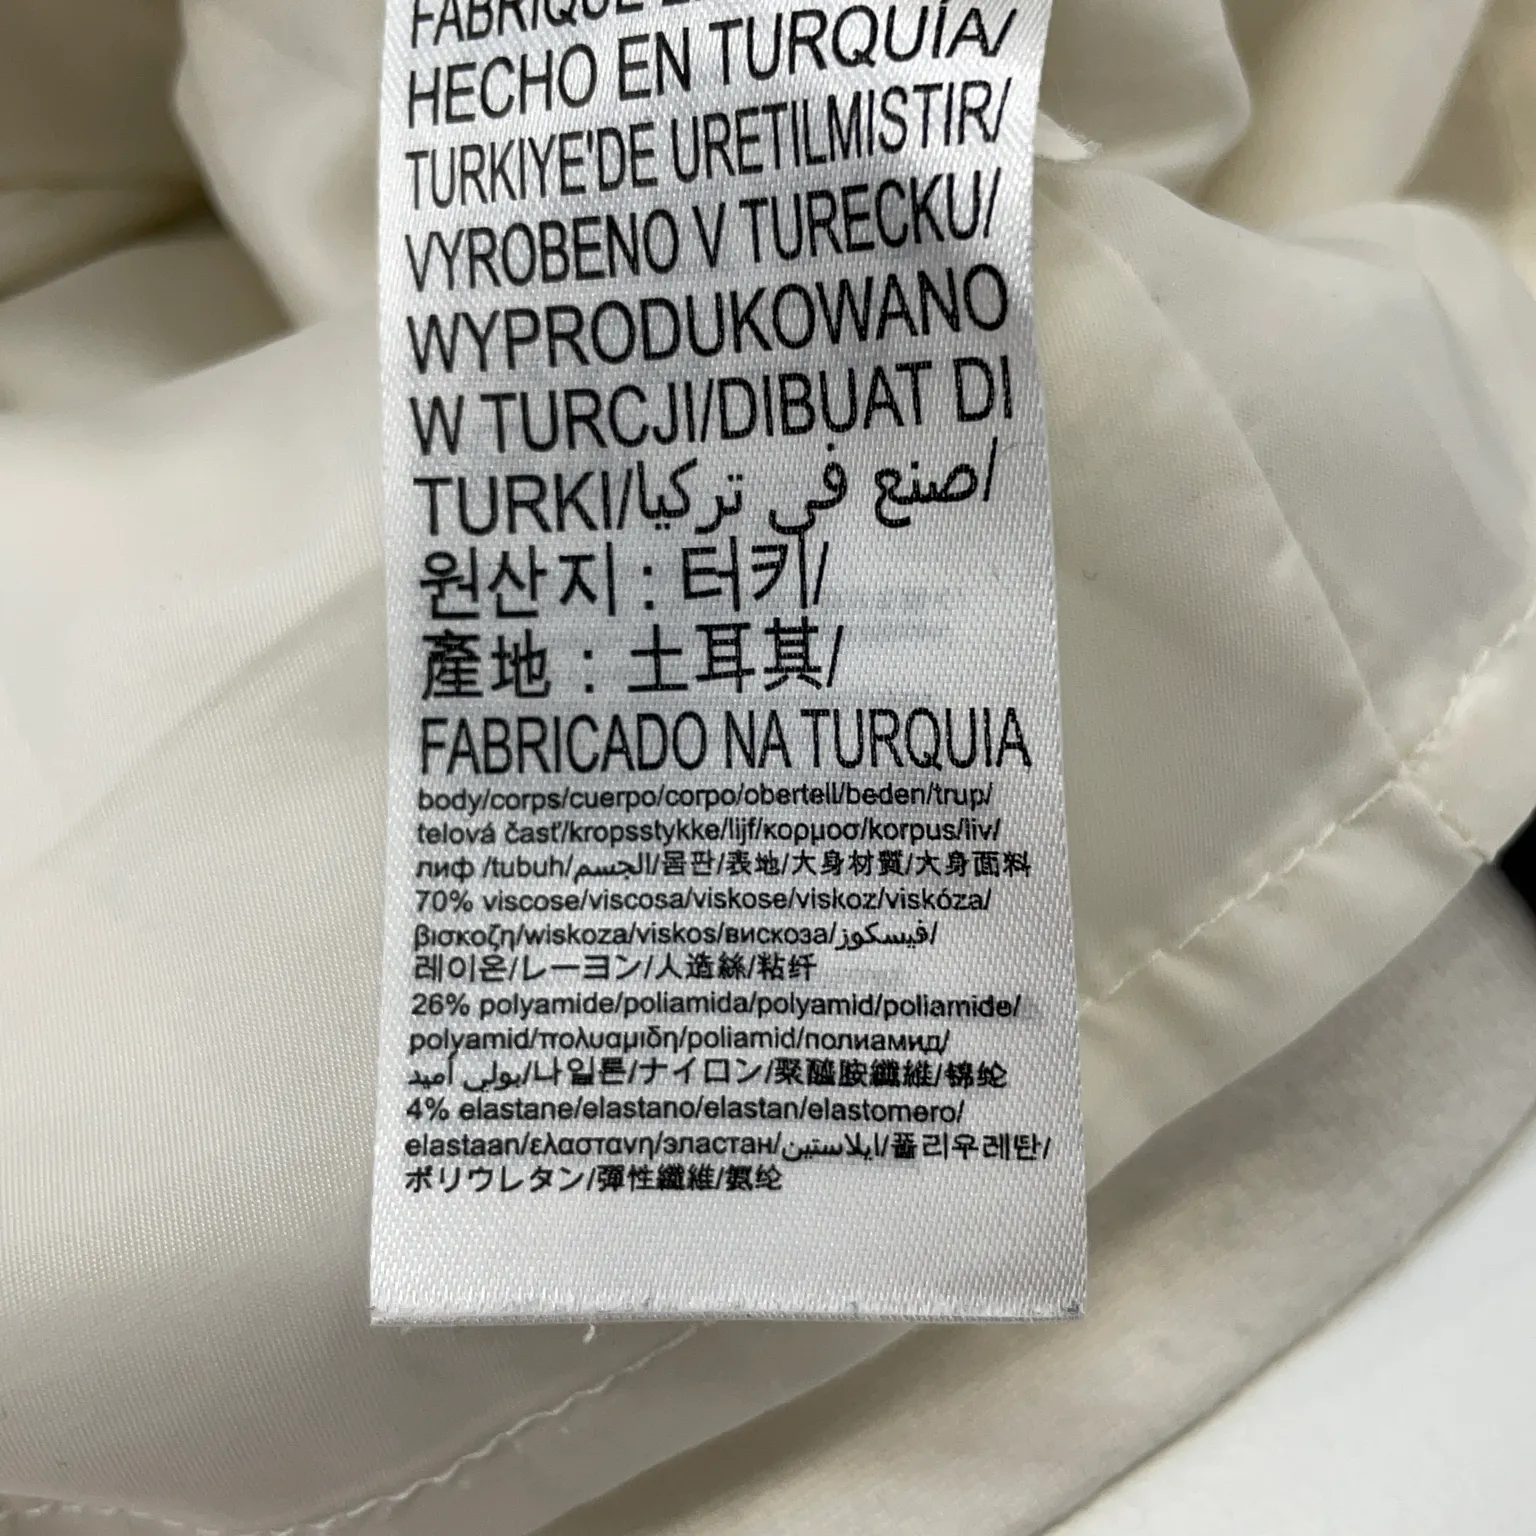 FABRIQUE
HECHO EN TURQUÍA/
TURKIYE'DE URETILMISTIR/
VYROBENO V TURECKU/
WYPRODUKOWANO
W TURCJI/DIBUAT DI
TURKI/صنع في تركيا/
원산지 : 터키/
產地 : 土耳其/
FABRICADO NA TURQUIA
body/corps/cuerpo/corpo/obertell/beden/trup/
telová časť/kropsstykke/lijf/κορμοσ/korpus/liv/
лиф /tubuh/الجسم/몸판/表地/大身材質/大身面料
70% viscose/viscosa/viskose/viskoz/viskóza/
βισκοζη/wiskoza/viskos/вискоза/فيسكوز/
레이온/レーヨン/人造絲/粘纤
26% polyamide/poliamida/polyamid/poliamide/
polyamid/πολυαμιδη/poliamid/полиамид/
بولي أميد/나일론/ナイロン/聚醯胺纖維/锦纶
4% elastane/elastano/elastan/elastomero/
elastaan/ελαστανη/эластан/ايلاستين/폴리우레탄/
ポリウレタン/彈性纖維/氨纶